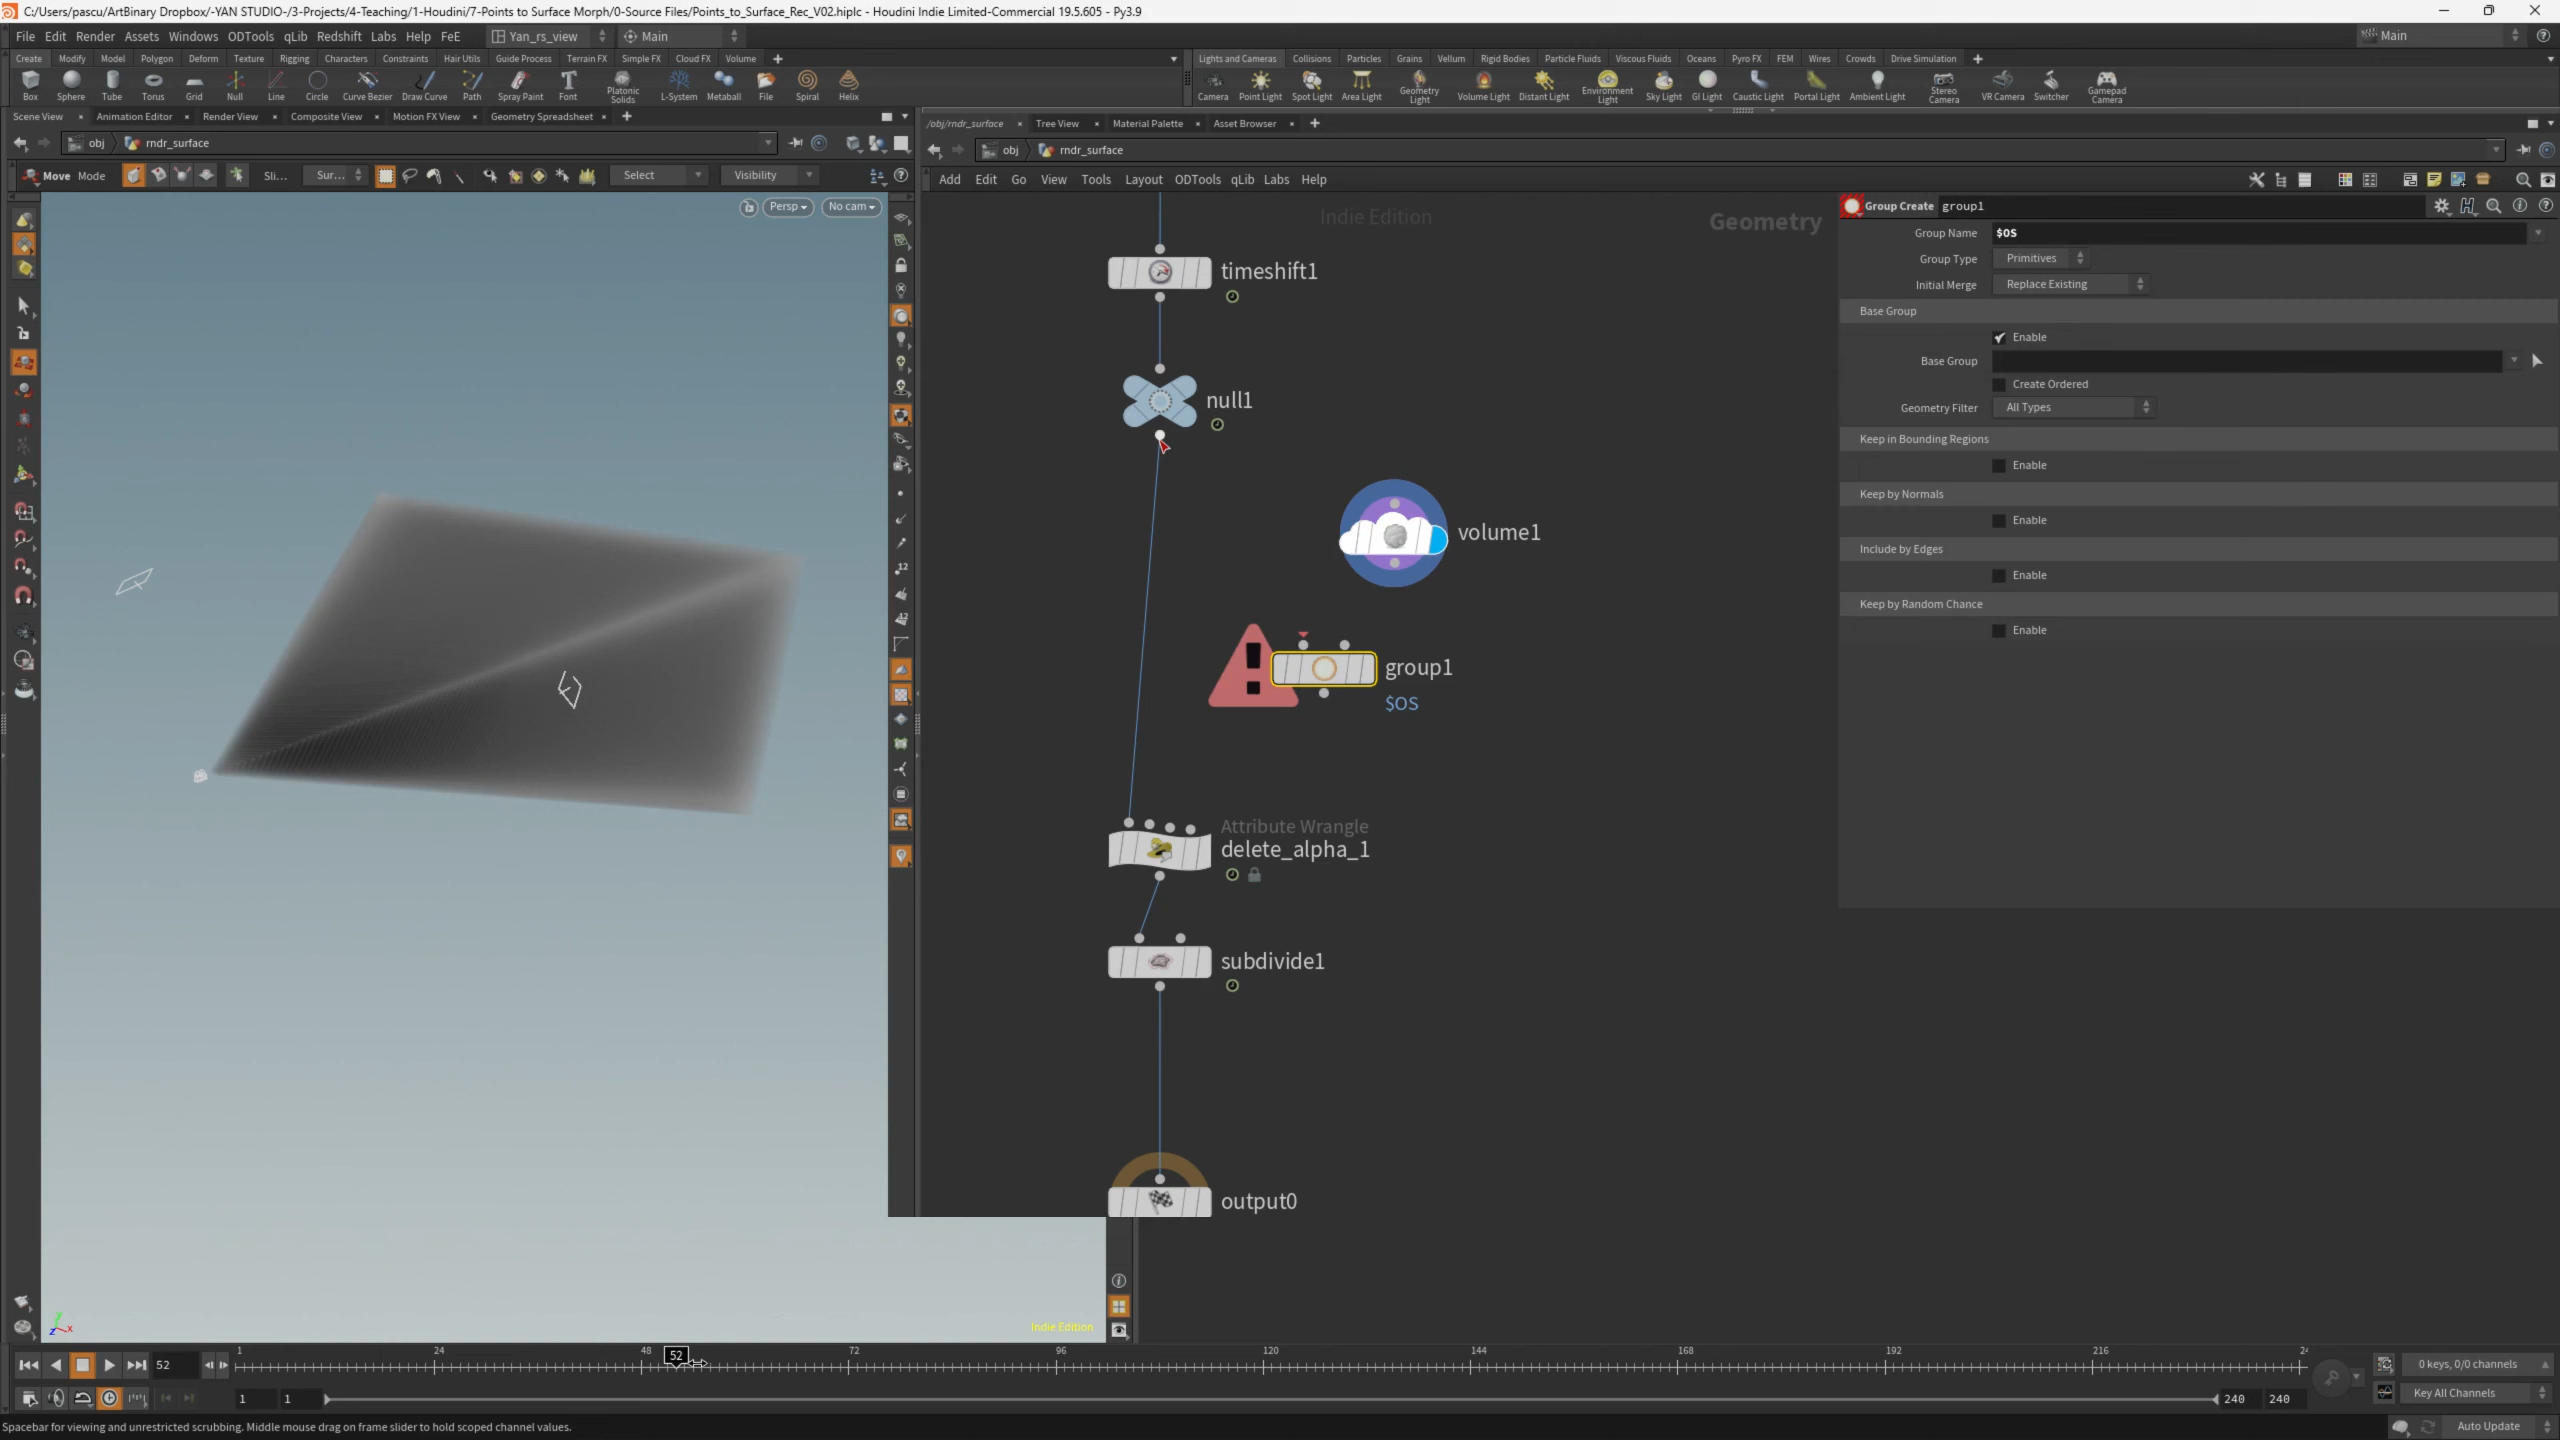 C:/Users/pascu/ArtBinary Dropbox/-YAN STUDIO-/3-Projects/4-Teaching/1-Houdini/7-Points to Surface Morph/0-Source Files/Points_to_Surface_Rec_V02.hiplc - Houdini Indie Limited-Commercial 19.5.605 - Py3.9
File Edit Render Assets Windows ODTools qLib Redshift Labs Help FeE Yan_rs_view Main Main
Create Modify Model Polygon Deform Texture Rigging Characters Constraints Hair Utils Guide Process Terrain FX Simple FX Cloud FX Volume
Lights and Cameras Collisions Particles Grains Vellum Rigid Bodies Particle Fluids Viscous Fluids Oceans Pyro FX FEM Wires Crowds Drive Simulation
Box Sphere Tube Torus Grid Null Line Circle Curve Bezier Draw Curve Path Spray Paint Font Platonic Solids L-System Metaball File Spiral Helix
Camera Point Light Spot Light Area Light Geometry Light Volume Light Distant Light Environment Light Sky Light GI Light Caustic Light Portal Light Ambient Light Stereo Camera VR Camera Switcher Gamepad Camera
Scene View Animation Editor Render View Composite View Motion FX View Geometry Spreadsheet
/obj/rndr_surface Tree View Material Palette Asset Browser
obj rndr_surface
obj rndr_surface
Move Mode Sli... Sur... Select Visibility
Add Edit Go View Tools Layout ODTools qLib Labs Help
Persp No cam
Indie Edition
Geometry
timeshift1
null1
volume1
group1
$OS
Attribute Wrangle
delete_alpha_1
subdivide1
output0
Group Create group1
Group Name $OS
Group Type Primitives
Initial Merge Replace Existing
Base Group
Enable
Base Group
Create Ordered
Geometry Filter All Types
Keep in Bounding Regions
Enable
Keep by Normals
Enable
Include by Edges
Enable
Keep by Random Chance
Enable
12
12
y
z x
Indie Edition
52 1 24 48 52 72 96 120 144 168 192 216 24
0 keys, 0/0 channels
1 1 240 240
Key All Channels
Spacebar for viewing and unrestricted scrubbing. Middle mouse drag on frame slider to hold scoped channel values.
Auto Update